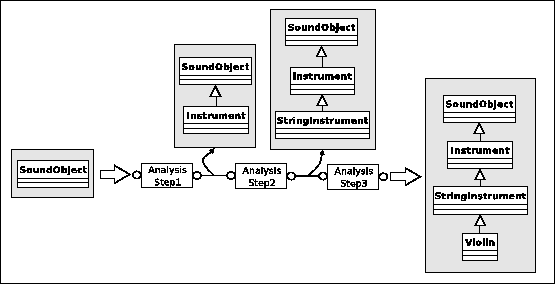 SoundObject
Instrument
SoundObject
Instrument
StringInstrument
SoundObject
Instrument
StringInstrument
Violin
SoundObject
Analysis
Step1
Analysis
Step2
Analysis
Step3